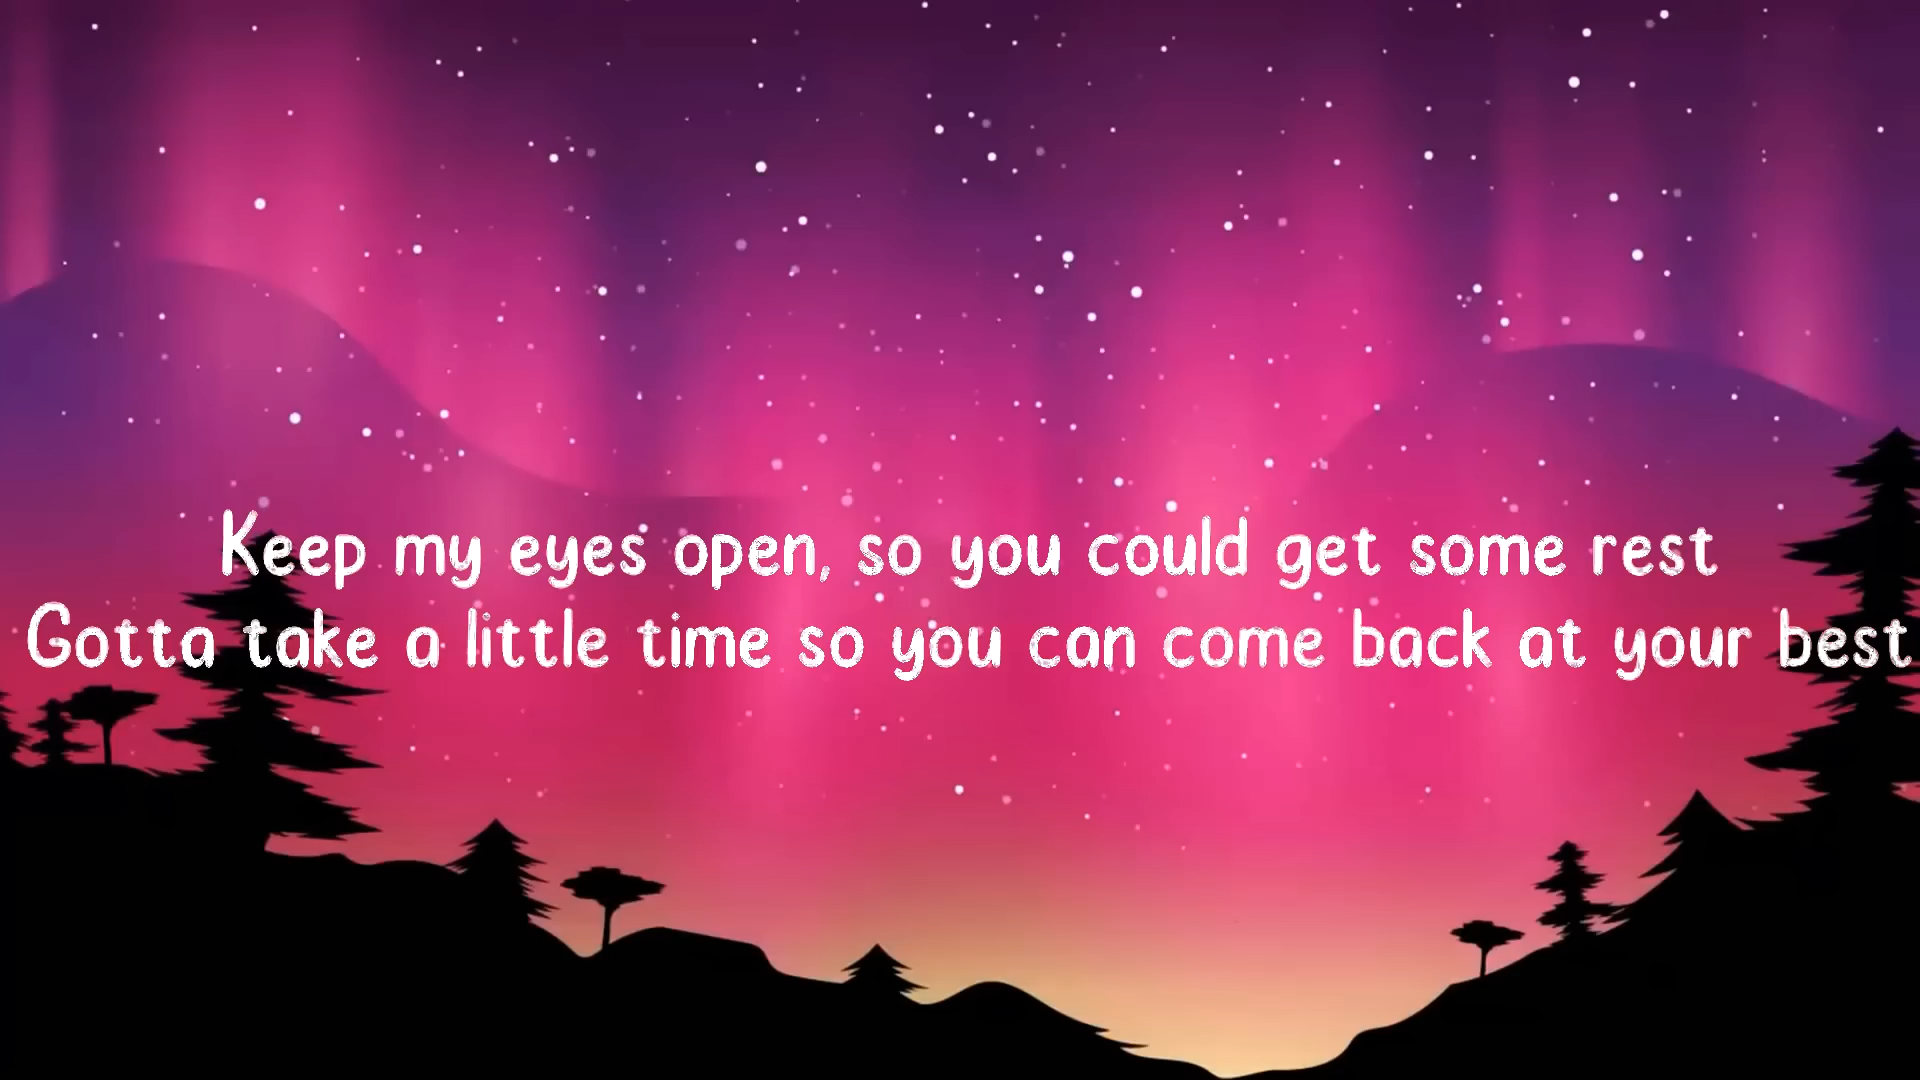 Keep my eyes open, so you could get some rest
Gotta take a little time so you can come back at your best